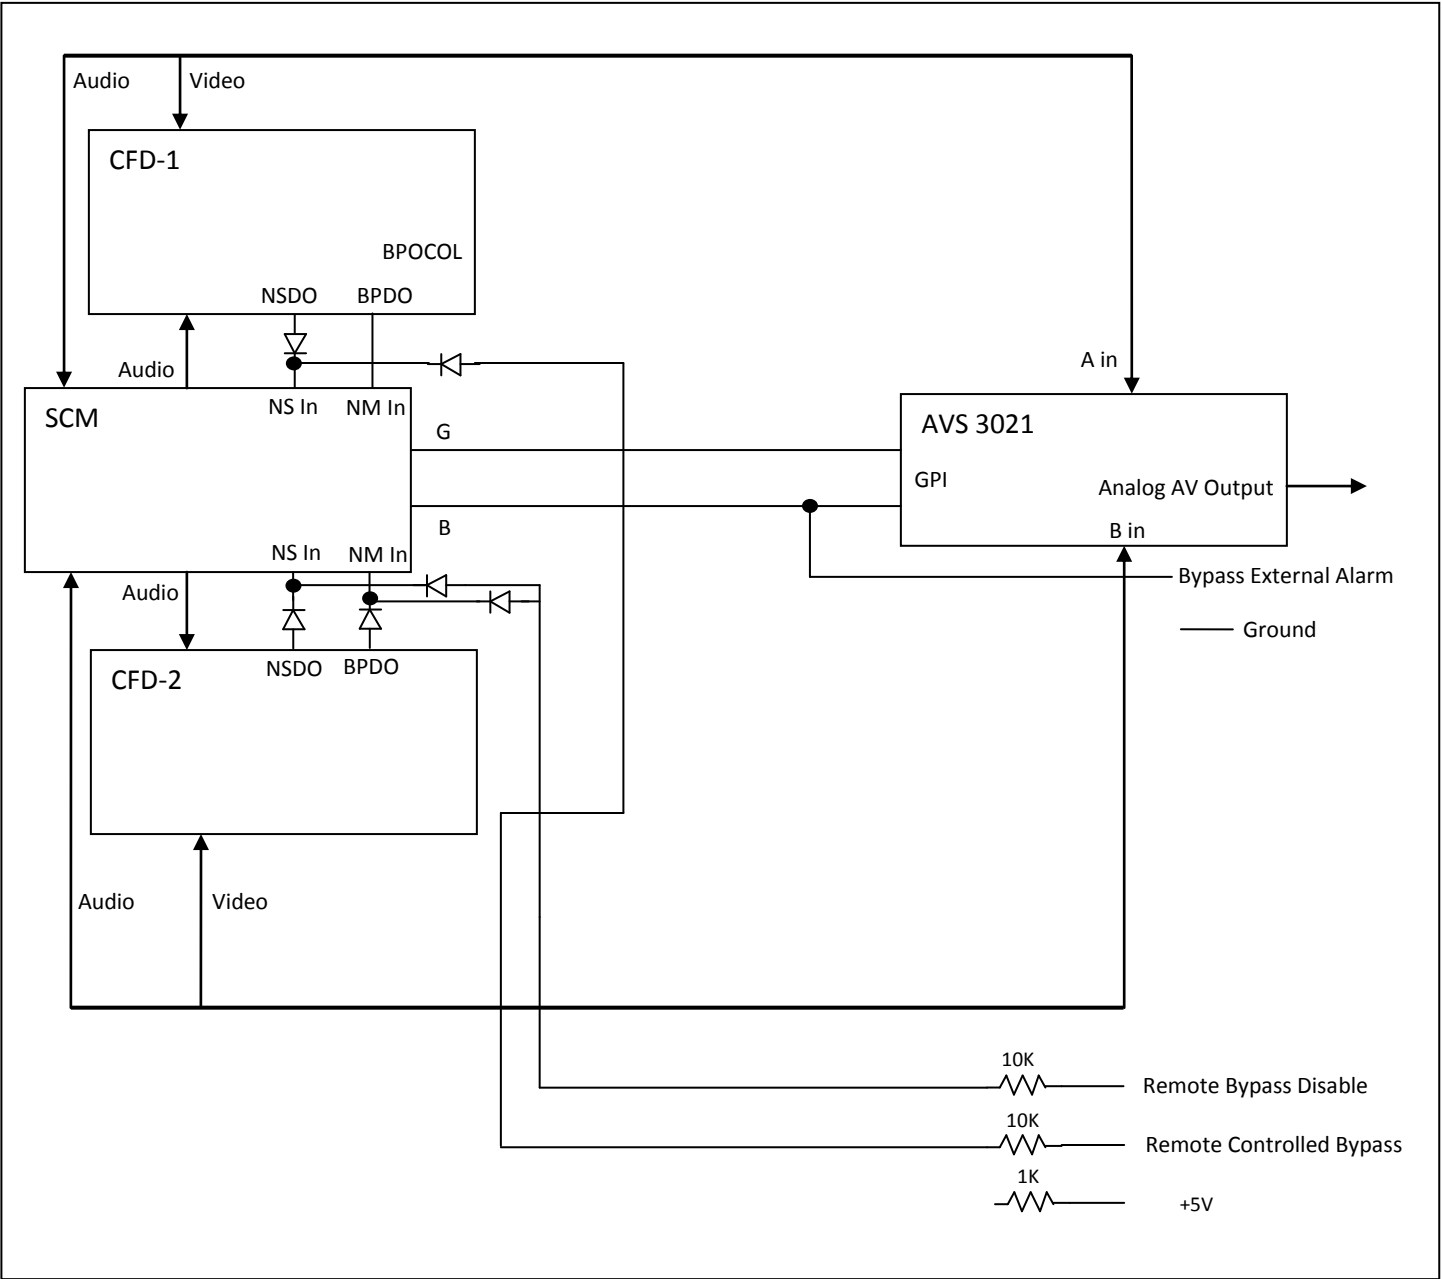 Audio
Video
CFD-1
BPOCOL
NSDO
BPDO
Audio
A in
NS In
NM In
SCM
G
AVS 3021
GPI
Analog AV Output
B
B in
NS In
NM In
Bypass External Alarm
Audio
Ground
NSDO
BPDO
CFD-2
Audio
Video
10K
Remote Bypass Disable
10K
Remote Controlled Bypass
1K
+5V